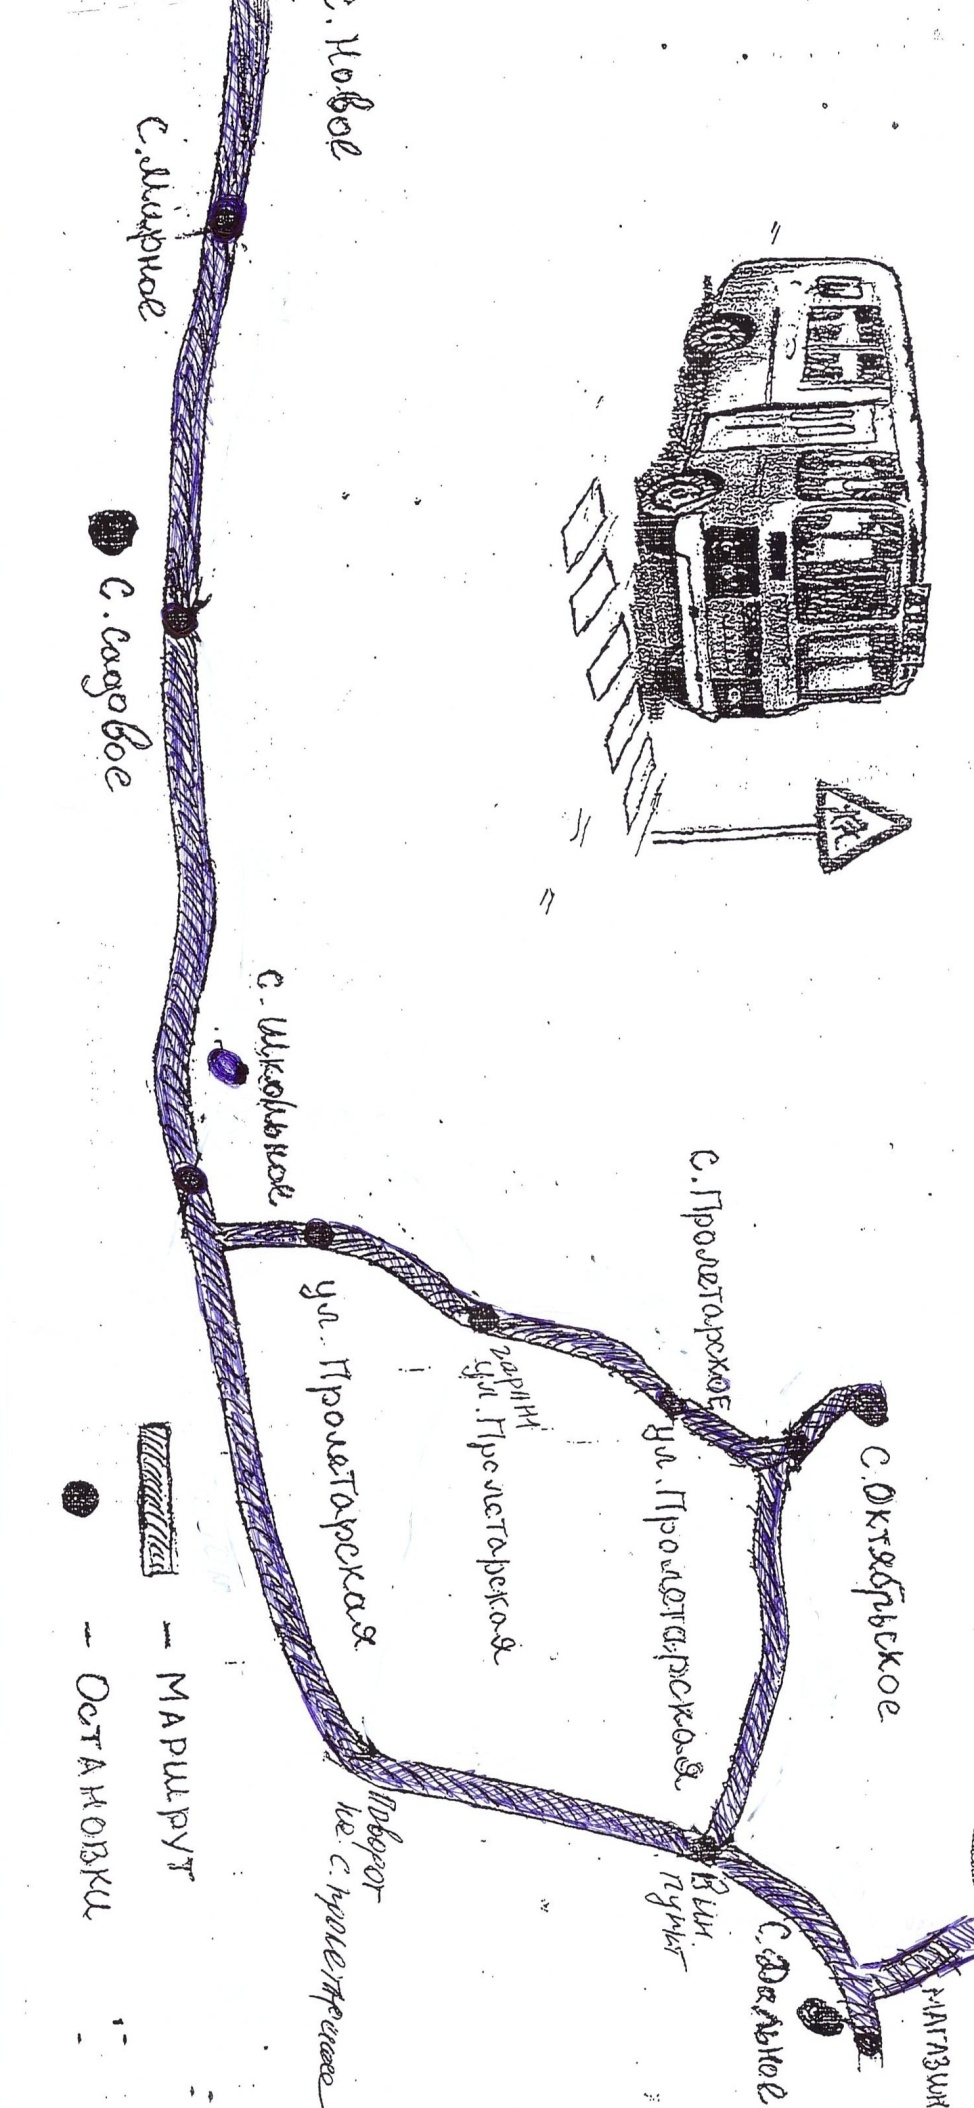 С. Новое
С. Мирное
С. Садовое
С. Школьное
ул. Пролетарская
гараж
ул. Пролетарская
С. Пролетарское
ул. Пролетарская
С. Октябрьское
Поворот
на с. Пролетарское
Вин.
пункт
С. Дальнее
МАГАЗИН
- МАРШРУТ
- Остановки